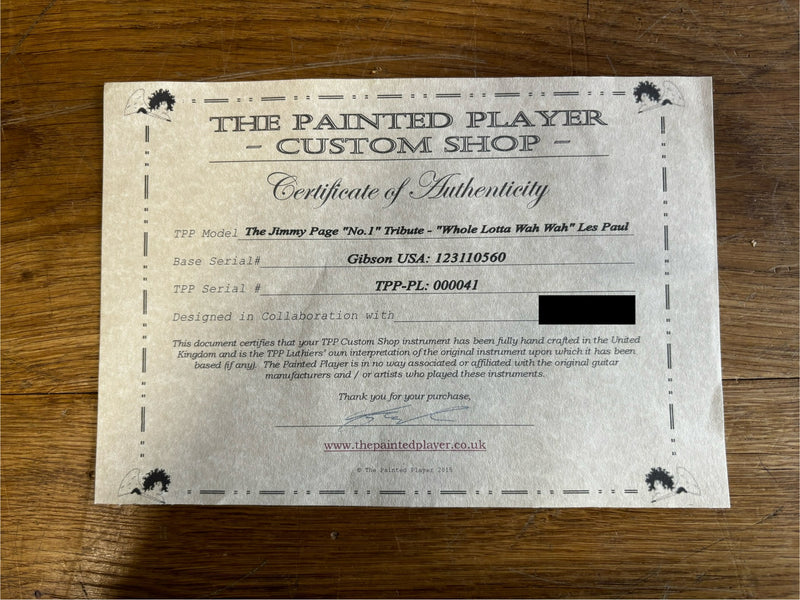 THE PAINTED PLAYER
- CUSTOM SHOP -
Certificate of Authenticity
TPP Model The Jimmy Page "No.1" Tribute - "Whole Lotta Wah Wah" Les Paul
Base Serial# Gibson USA: 123110560
TPP Serial # TPP-PL: 000041
Designed in Collaboration with
This document certifies that your TPP Custom Shop instrument has been fully hand crafted in the United
Kingdom and is the TPP Luthiers' own interpretation of the original instrument upon which it has been
based (if any). The Painted Player is in no way associated or affiliated with the original guitar
manufacturers and / or artists who played these instruments.
Thank you for your purchase,
www.thepaintedplayer.co.uk
© The Painted Player 2015